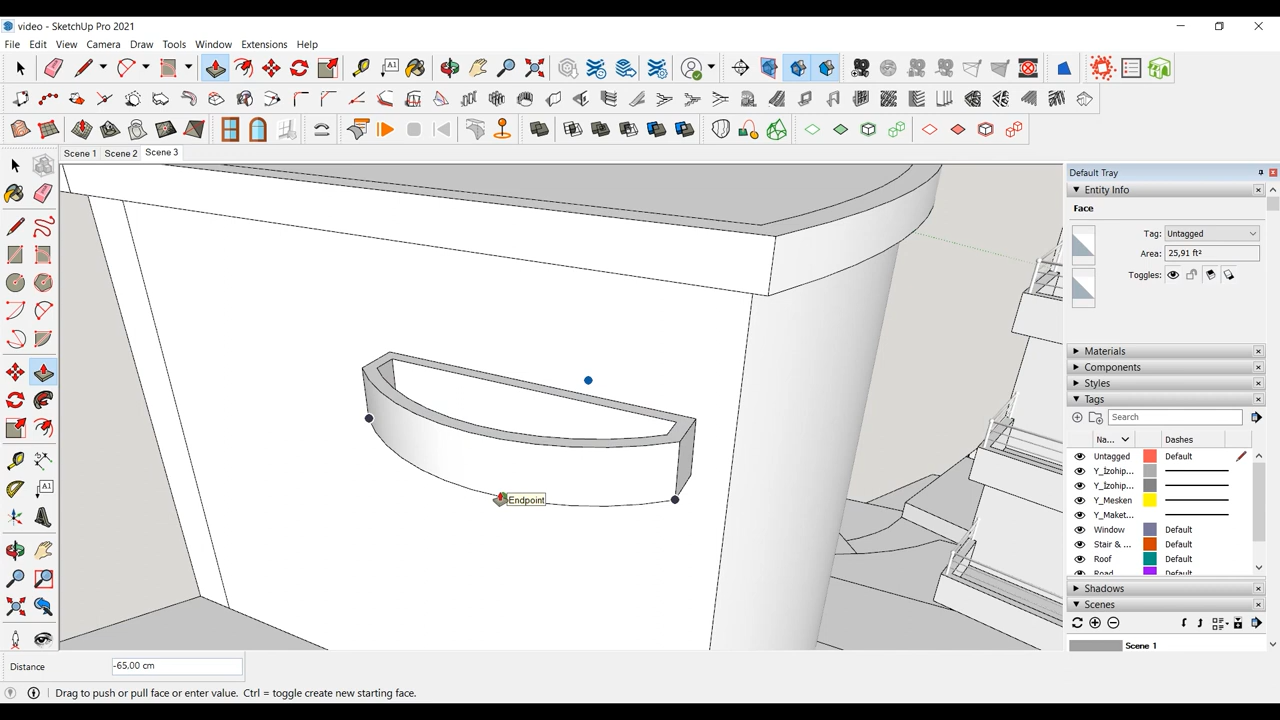 video - SketchUp Pro 2021
File Edit View Camera Draw Tools Window Extensions Help
Scene 1 Scene 2 Scene 3
Default Tray
Entity Info
Face
Tag: Untagged
Area: 25,91 ft²
Toggles:
Materials
Components
Styles
Tags
Search
Na... Dashes
Untagged Default
Y_İzohip...
Y_İzohip...
Y_Mesken
Y_Maket...
Window Default
Stair & ... Default
Roof Default
Road Default
Shadows
Scenes
Scene 1
Endpoint
Distance -65,00 cm
Drag to push or pull face or enter value. Ctrl = toggle create new starting face.